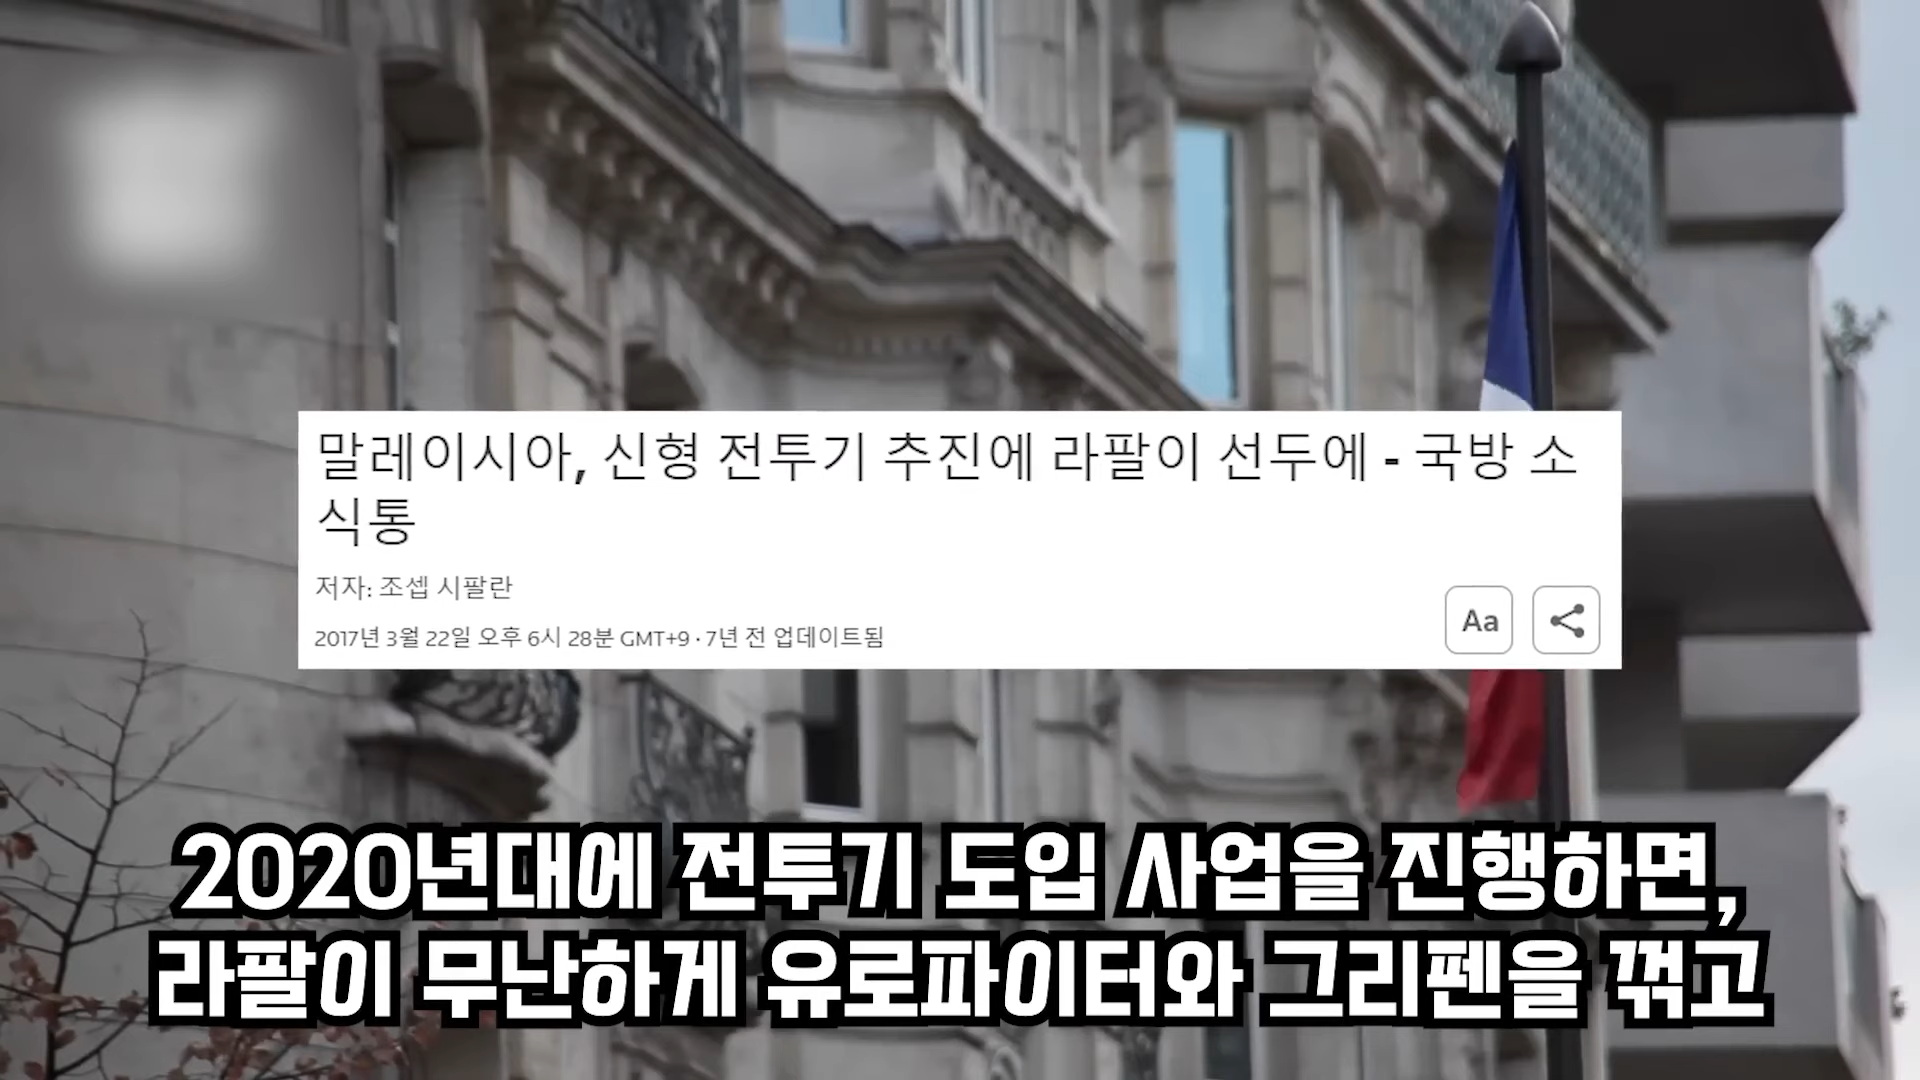 말레이시아, 신형 전투기 추진에 라팔이 선두에 - 국방 소
식통
저자: 조셉 시팔란
2017년 3월 22일 오후 6시 28분 GMT+9 · 7년 전 업데이트됨
Aa
2020년대에 전투기 도입 사업을 진행하면,
라팔이 무난하게 유로파이터와 그리펜을 꺾고